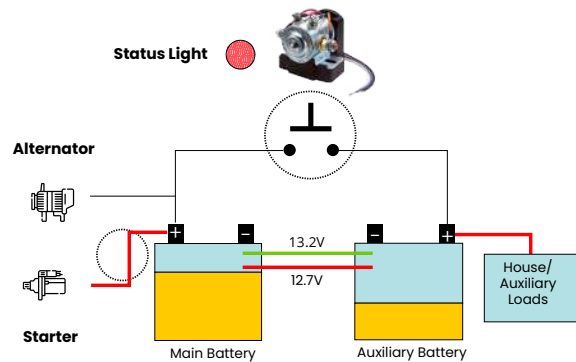 Status Light
Alternator
+
−
−
+
13.2V
12.7V
House/
Auxiliary
Loads
Starter
Main Battery
Auxiliary Battery